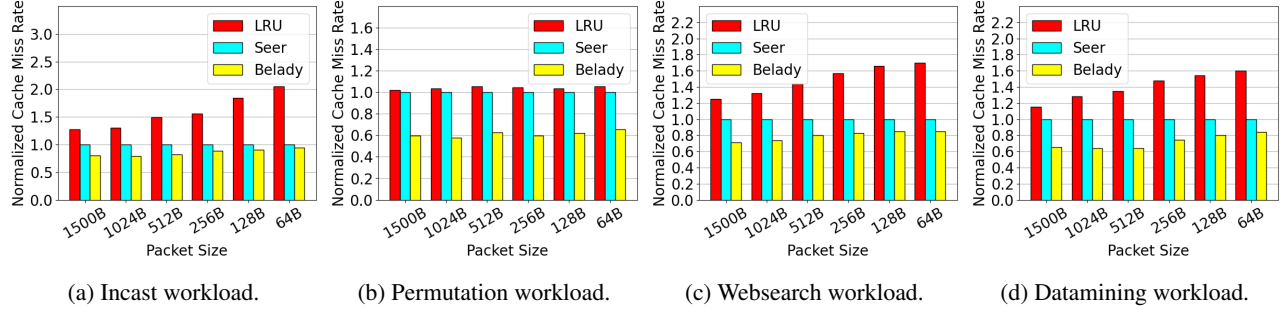 Normalized Cache Miss Rate
3.0
2.5
2.0
1.5
1.0
0.5
0.0
LRU
Seer
Belady
1500B
1024B
512B
256B
128B
64B
Packet Size
(a) Incast workload.
Normalized Cache Miss Rate
1.6
1.4
1.2
1.0
0.8
0.6
0.4
0.2
0.0
LRU
Seer
Belady
1500B
1024B
512B
256B
128B
64B
Packet Size
(b) Permutation workload.
Normalized Cache Miss Rate
2.2
2.0
1.8
1.6
1.4
1.2
1.0
0.8
0.6
0.4
0.2
0.0
LRU
Seer
Belady
1500B
1024B
512B
256B
128B
64B
Packet Size
(c) Websearch workload.
Normalized Cache Miss Rate
2.2
2.0
1.8
1.6
1.4
1.2
1.0
0.8
0.6
0.4
0.2
0.0
LRU
Seer
Belady
1500B
1024B
512B
256B
128B
64B
Packet Size
(d) Datamining workload.